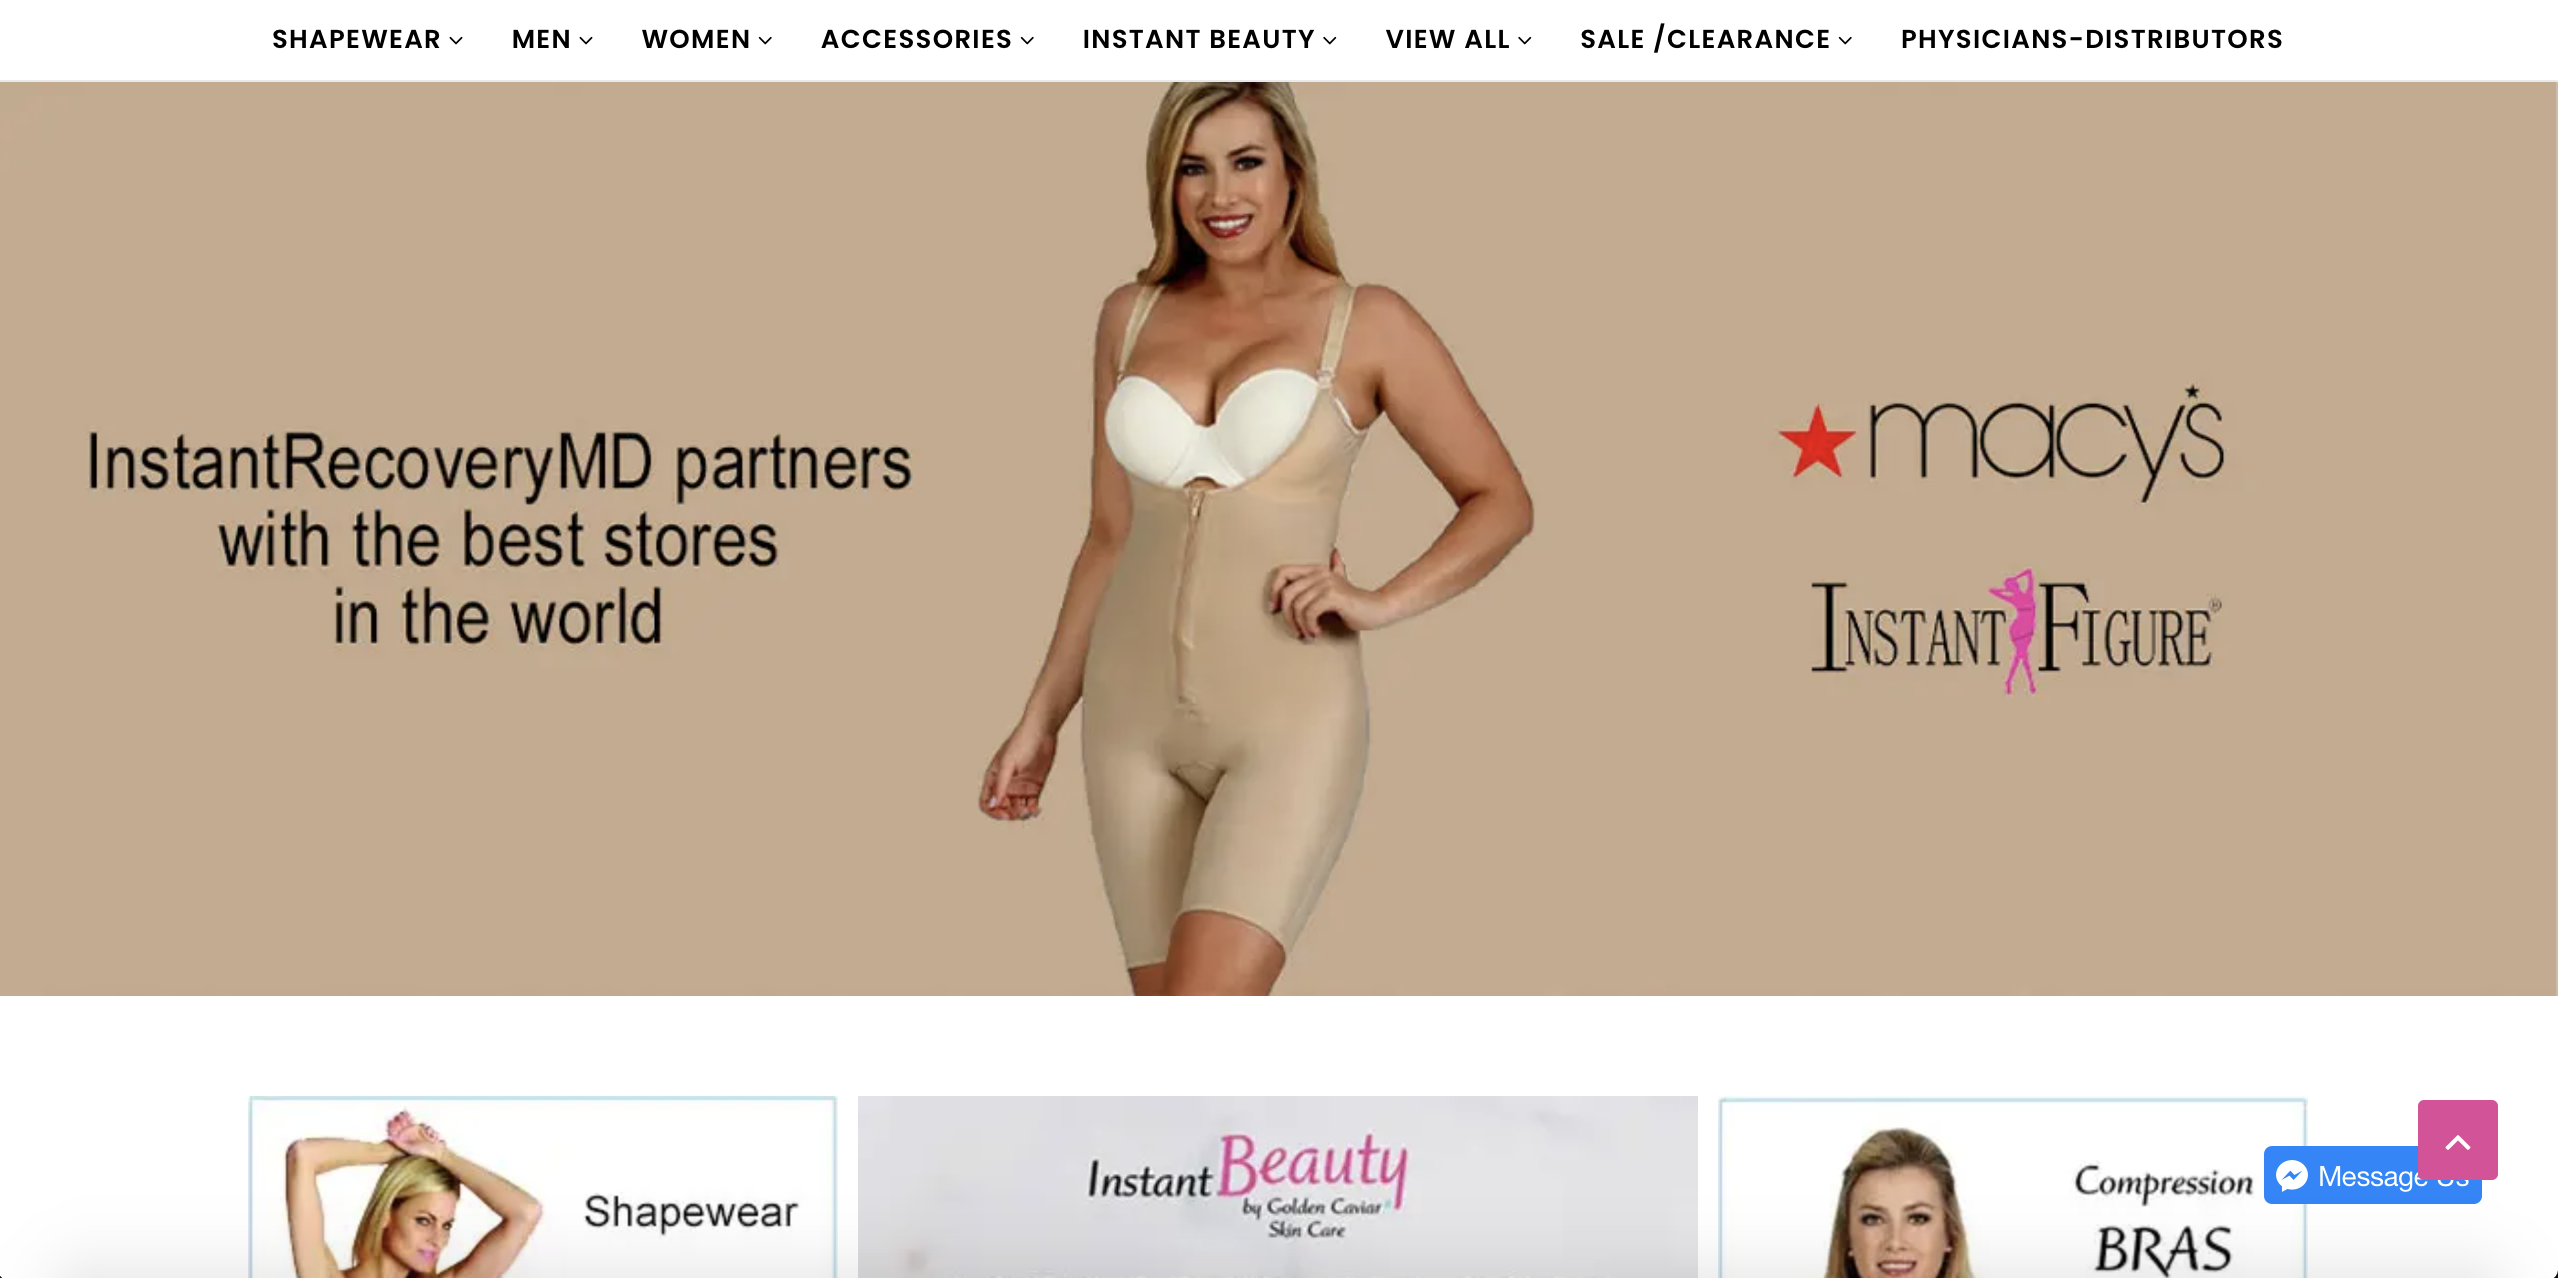 SHAPEWEAR MEN WOMEN ACCESSORIES INSTANT BEAUTY VIEW ALL SALE /CLEARANCE PHYSICIANS-DISTRIBUTORS
InstantRecoveryMD partners
with the best stores
in the world
macy's
INSTANT FIGURE®
Shapewear
Instant Beauty
by Golden Caviar
Skin Care
Compression
BRAS
Message Us